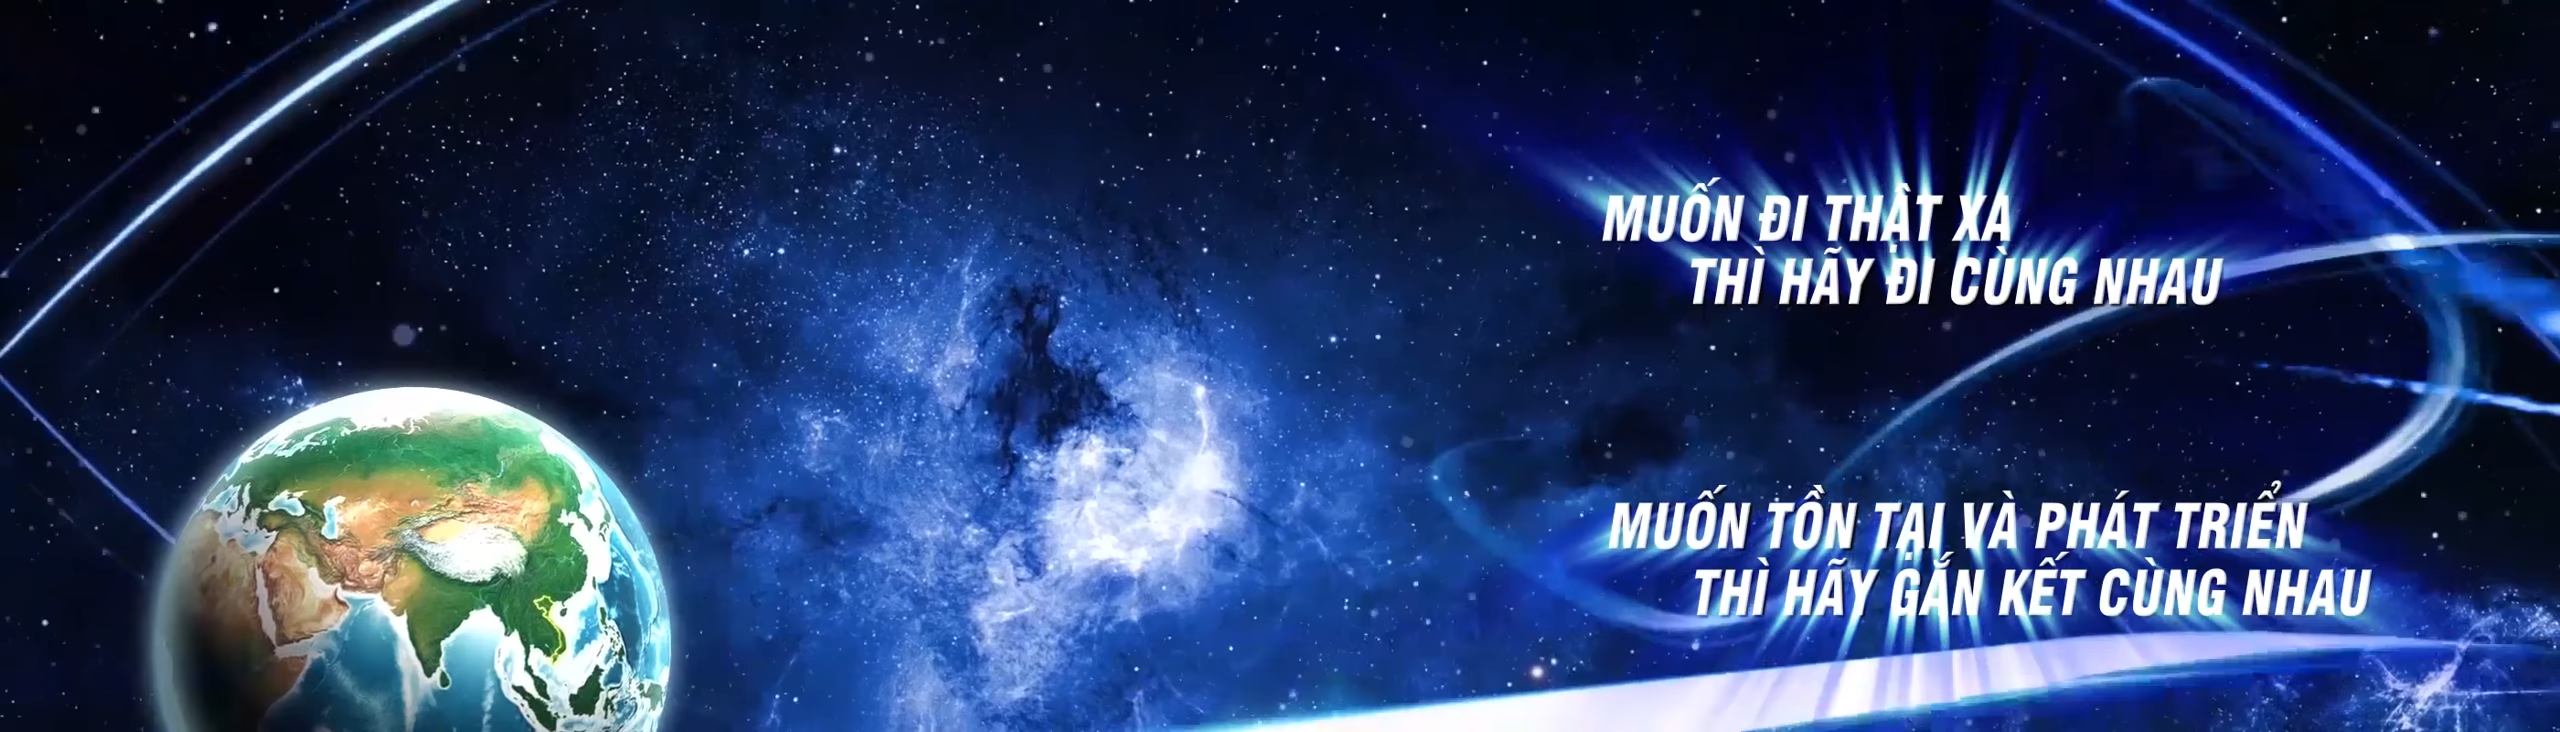 MUỐN ĐI THẬT XA
THÌ HÃY ĐI CÙNG NHAU
MUỐN TỒN TẠI VÀ PHÁT TRIỂN
THÌ HÃY GẮN KẾT CÙNG NHAU